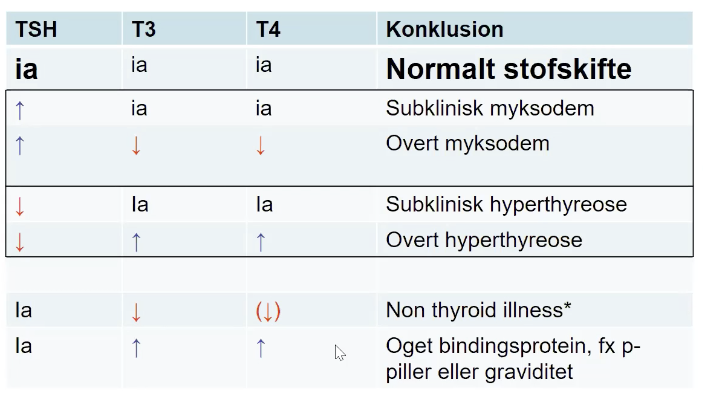 TSH T3 T4 Konklusion
ia ia ia Normalt stofskifte
↑ ia ia Subklinisk myksodem
↑ ↓ ↓ Overt myksodem
↓ Ia Ia Subklinisk hyperthyreose
↓ ↑ ↑ Overt hyperthyreose
Ia ↓ (↓) Non thyroid illness*
Ia ↑ ↑ Oget bindingsprotein, fx p-
piller eller graviditet